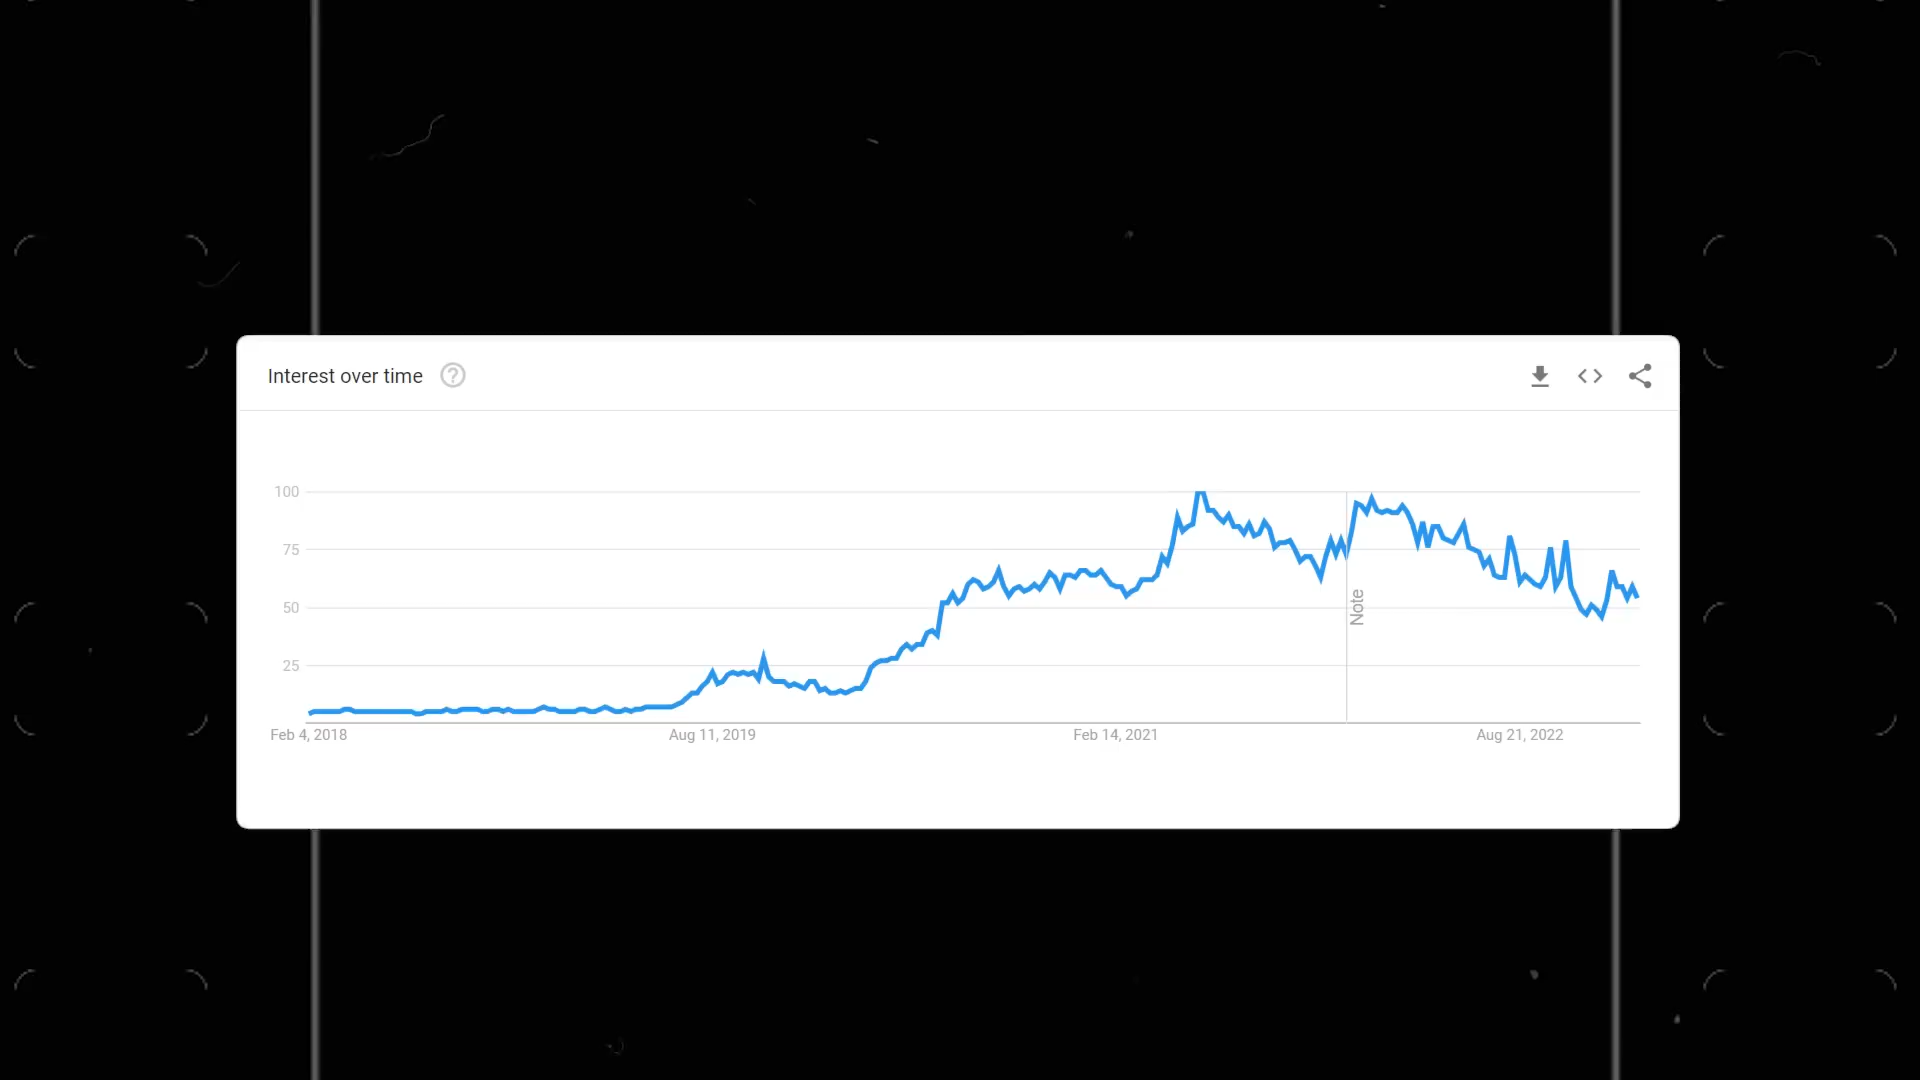 Interest over time ?
100
75
50
25
Note
Feb 4, 2018 Aug 11, 2019 Feb 14, 2021 Aug 21, 2022